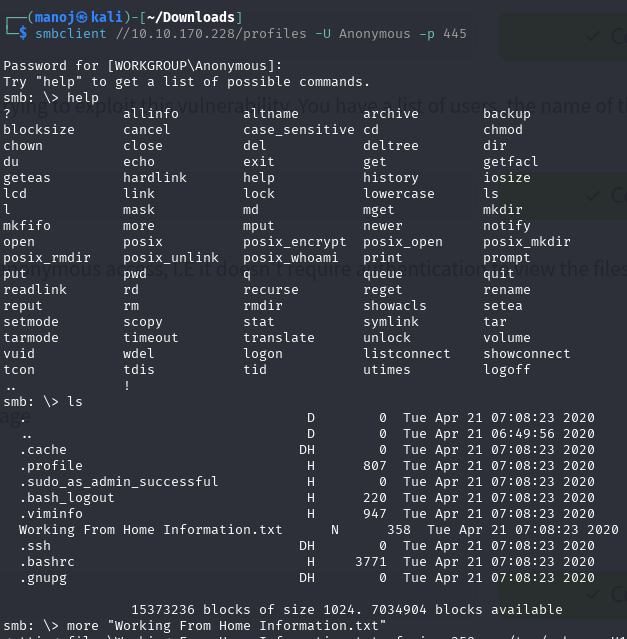 ┌──(manoj㉿kali)-[~/Downloads]
└─$ smbclient //10.10.170.228/profiles -U Anonymous -p 445
Password for [WORKGROUP\Anonymous]:
Try "help" to get a list of possible commands.
smb: \> help
? allinfo altname archive backup
blocksize cancel case_sensitive cd chmod
chown close del deltree dir
du echo exit get getfacl
geteas hardlink help history iosize
lcd link lock lowercase ls
l mask md mget mkdir
mkfifo more mput newer notify
open posix posix_encrypt posix_open posix_mkdir
posix_rmdir posix_unlink posix_whoami print prompt
put pwd q queue quit
readlink rd recurse reget rename
reput rm rmdir showacls setea
setmode scopy stat symlink tar
tarmode timeout translate unlock volume
vuid wdel logon listconnect showconnect
tcon tdis tid utimes logoff
.. !
smb: \> ls
. D 0 Tue Apr 21 07:08:23 2020
.. D 0 Tue Apr 21 06:49:56 2020
.cache DH 0 Tue Apr 21 07:08:23 2020
.profile H 807 Tue Apr 21 07:08:23 2020
.sudo_as_admin_successful H 0 Tue Apr 21 07:08:23 2020
.bash_logout H 220 Tue Apr 21 07:08:23 2020
.viminfo H 947 Tue Apr 21 07:08:23 2020
Working From Home Information.txt N 358 Tue Apr 21 07:08:23 2020
.ssh DH 0 Tue Apr 21 07:08:23 2020
.bashrc H 3771 Tue Apr 21 07:08:23 2020
.gnupg DH 0 Tue Apr 21 07:08:23 2020
15373236 blocks of size 1024. 7034904 blocks available
smb: \> more "Working From Home Information.txt"